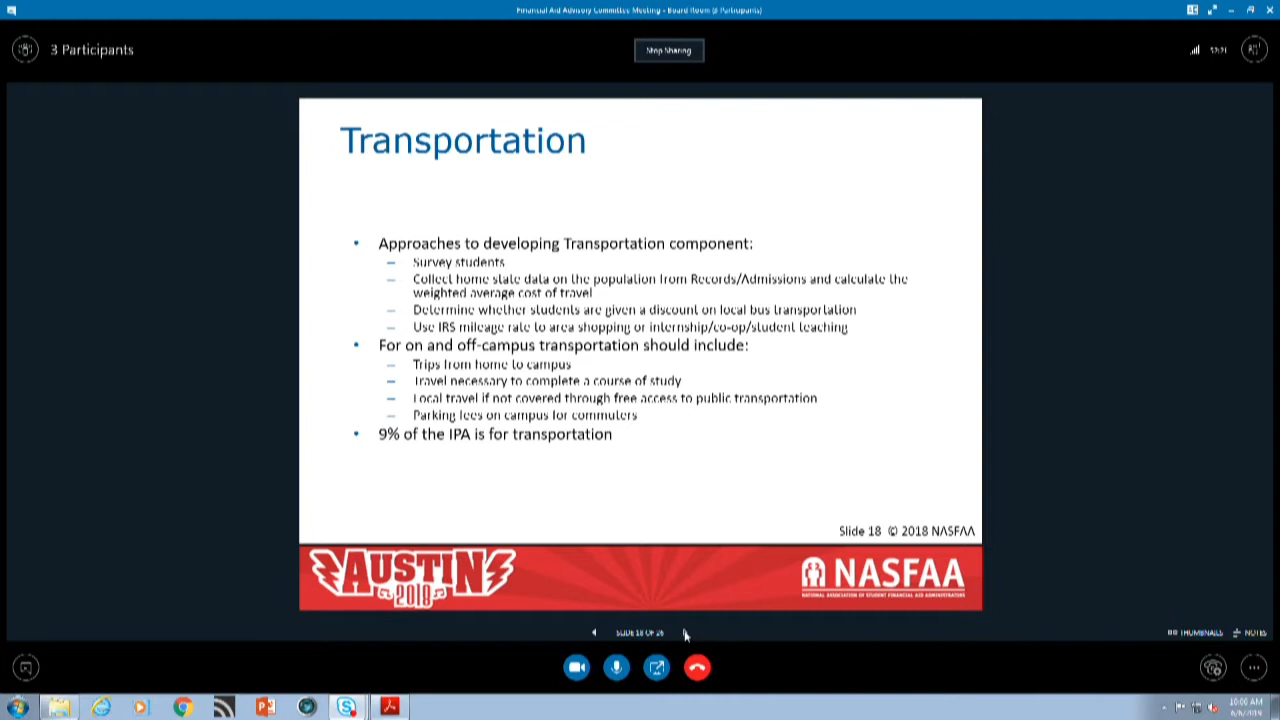 Financial Aid Advisory Committee Meeting - Board Room (3 Participants)
3 Participants
Stop Sharing
Transportation
• Approaches to developing Transportation component:
– Survey students
– Collect home state data on the population from Records/Admissions and calculate the
weighted average cost of travel
– Determine whether students are given a discount on local bus transportation
– Use IRS mileage rate to area shopping or internship/co-op/student teaching
• For on and off-campus transportation should include:
– Trips from home to campus
– Travel necessary to complete a course of study
– Local travel if not covered through free access to public transportation
– Parking fees on campus for commuters
• 9% of the IPA is for transportation
Slide 18 © 2018 NASFAA
AUSTIN
2018
NASFAA
NATIONAL ASSOCIATION OF STUDENT FINANCIAL AID ADMINISTRATORS
SLIDE 18 OF 26
THUMBNAILS
NOTES
10:06 AM